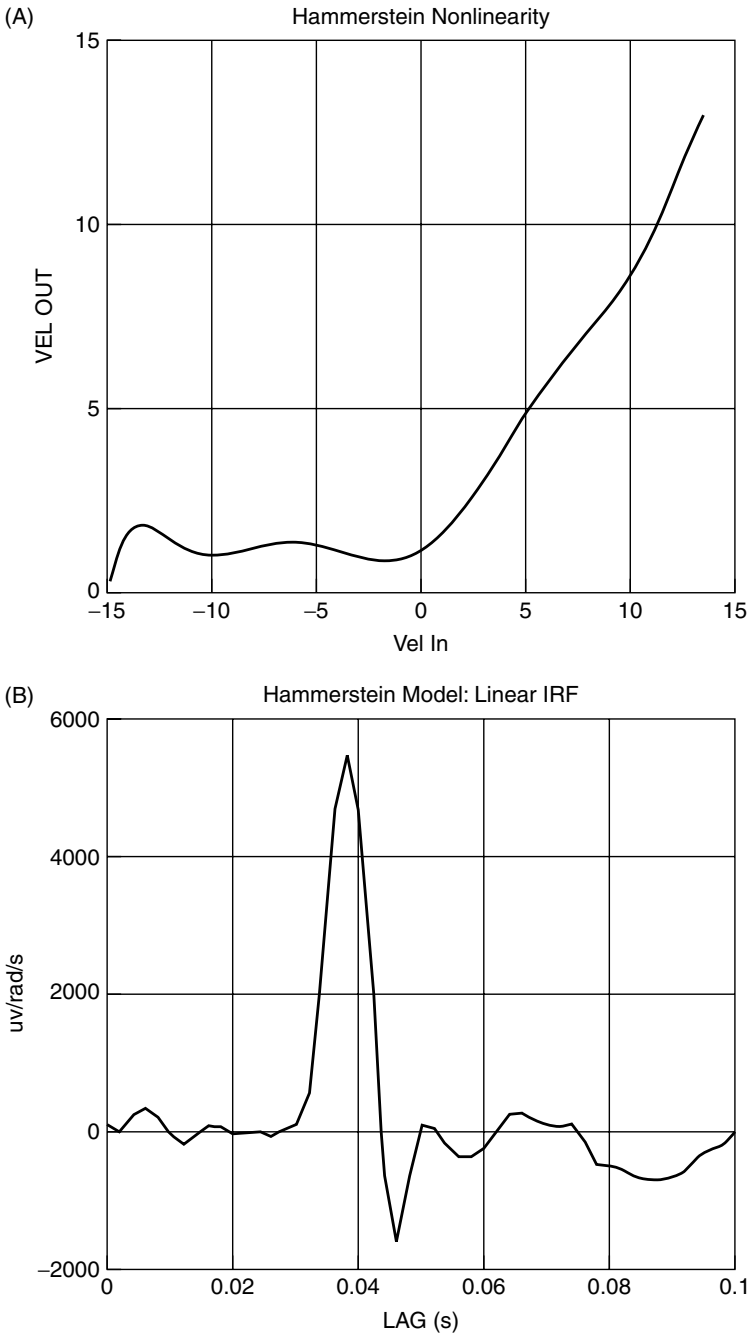 (A)
Hammerstein Nonlinearity
15
10
5
0
VEL OUT
−15
−10
−5
0
5
10
15
Vel In
(B)
Hammerstein Model: Linear IRF
6000
4000
2000
0
−2000
uv/rad/s
0
0.02
0.04
0.06
0.08
0.1
LAG (s)